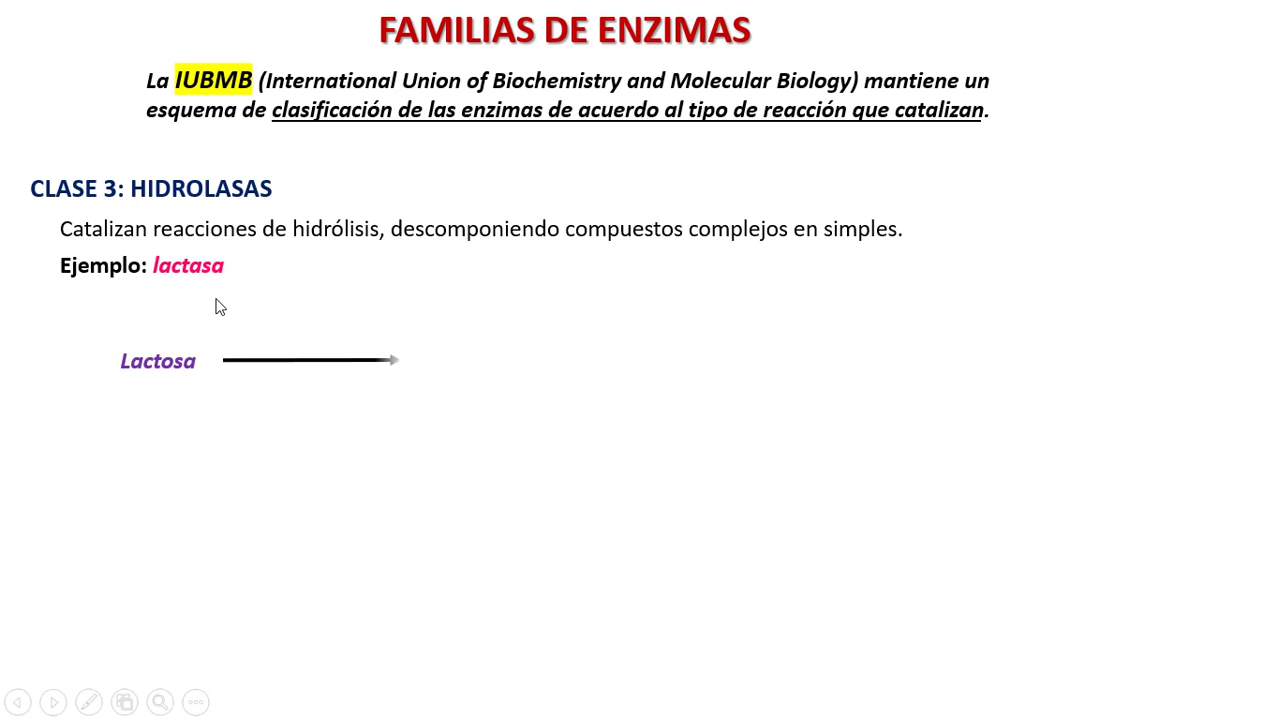 FAMILIAS DE ENZIMAS
La IUBMB (International Union of Biochemistry and Molecular Biology) mantiene un
esquema de clasificación de las enzimas de acuerdo al tipo de reacción que catalizan.
CLASE 3: HIDROLASAS
Catalizan reacciones de hidrólisis, descomponiendo compuestos complejos en simples.
Ejemplo: lactasa
Lactosa